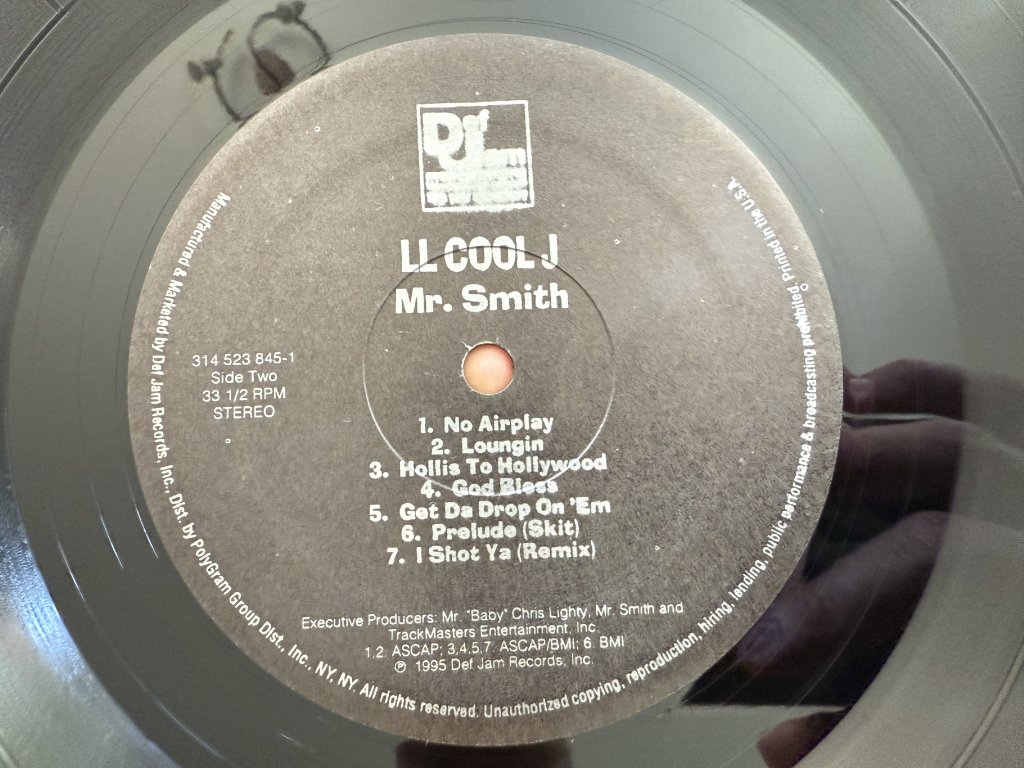 Def Jam
LL COOL J
Mr. Smith
314 523 845-1
Side Two
33 1/2 RPM
STEREO
1. No Airplay
2. Loungin
3. Hollis To Hollywood
4. God Bless
5. Get Da Drop On 'Em
6. Prelude (Skit)
7. I Shot Ya (Remix)
Executive Producers: Mr. "Baby" Chris Lighty, Mr. Smith and
TrackMasters Entertainment, Inc.
1,2. ASCAP; 3,4,5,7. ASCAP/BMI; 6. BMI
℗ 1995 Def Jam Records, Inc.
Manufactured & Marketed by Def Jam Records, Inc., Dist. by PolyGram Group Dist., Inc., NY, NY. All rights reserved. Unauthorized copying, reproduction, hiring, lending, public performance & broadcasting prohibited. Printed in the U.S.A.